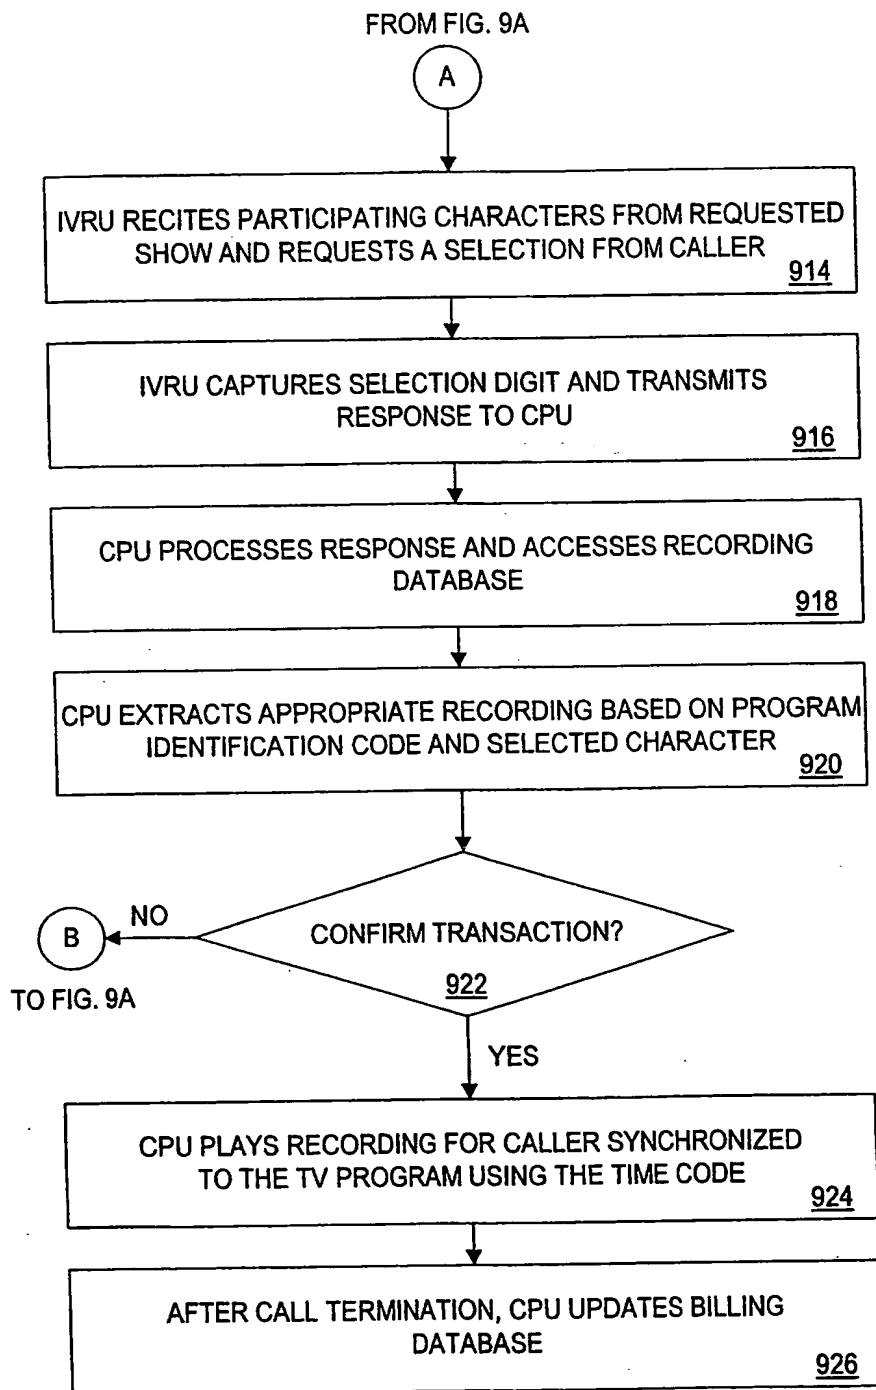 FROM FIG. 9A
A
IVRU RECITES PARTICIPATING CHARACTERS FROM REQUESTED
SHOW AND REQUESTS A SELECTION FROM CALLER
914
IVRU CAPTURES SELECTION DIGIT AND TRANSMITS
RESPONSE TO CPU
916
CPU PROCESSES RESPONSE AND ACCESSES RECORDING
DATABASE
918
CPU EXTRACTS APPROPRIATE RECORDING BASED ON PROGRAM
IDENTIFICATION CODE AND SELECTED CHARACTER
920
NO
B
CONFIRM TRANSACTION?
922
TO FIG. 9A
YES
CPU PLAYS RECORDING FOR CALLER SYNCHRONIZED
TO THE TV PROGRAM USING THE TIME CODE
924
AFTER CALL TERMINATION, CPU UPDATES BILLING
DATABASE
926